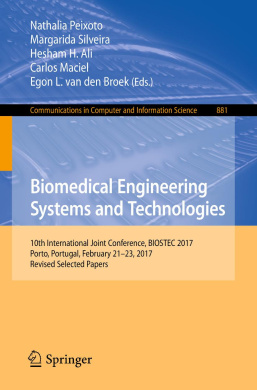 Nathalia Peixoto
Margarida Silveira
Hesham H. Ali
Carlos Maciel
Egon L. van den Broek (Eds.)
Communications in Computer and Information Science 881
Biomedical Engineering
Systems and Technologies
10th International Joint Conference, BIOSTEC 2017
Porto, Portugal, February 21–23, 2017
Revised Selected Papers
Springer